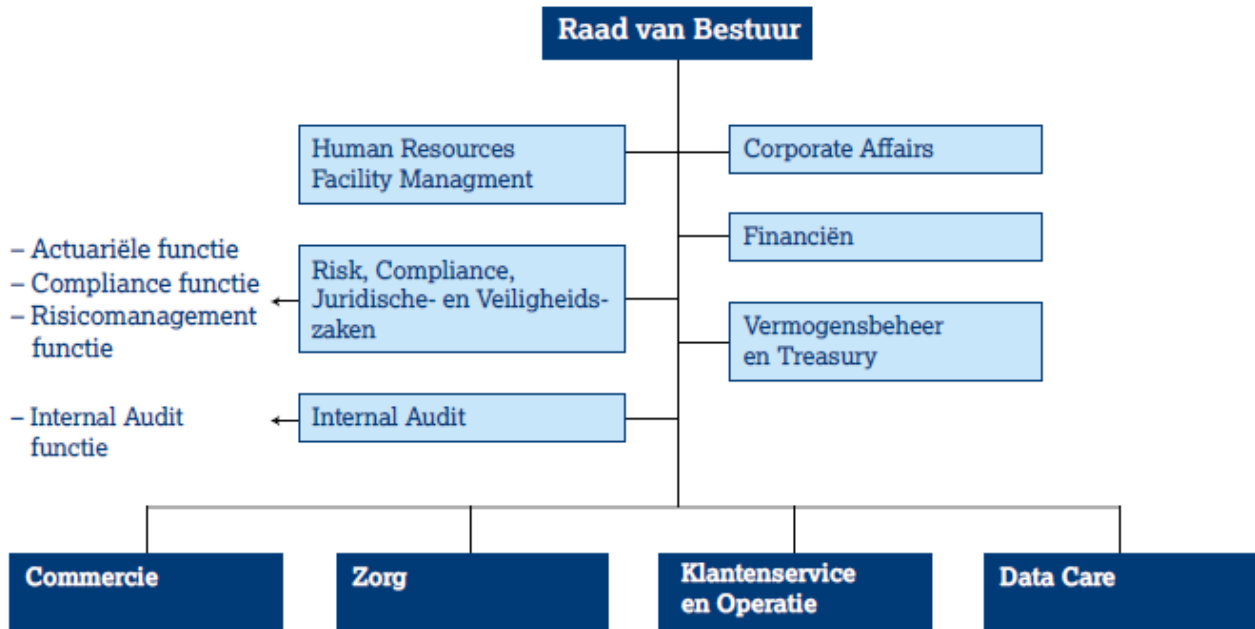 Raad van Bestuur
Human Resources
Facility Managment
Corporate Affairs
– Actuariële functie
– Compliance functie
– Risicomanagement
functie
Risk, Compliance,
Juridische- en Veiligheids-
zaken
Financiën
Vermogensbeheer
en Treasury
– Internal Audit
functie
Internal Audit
Commercie
Zorg
Klantenservice
en Operatie
Data Care